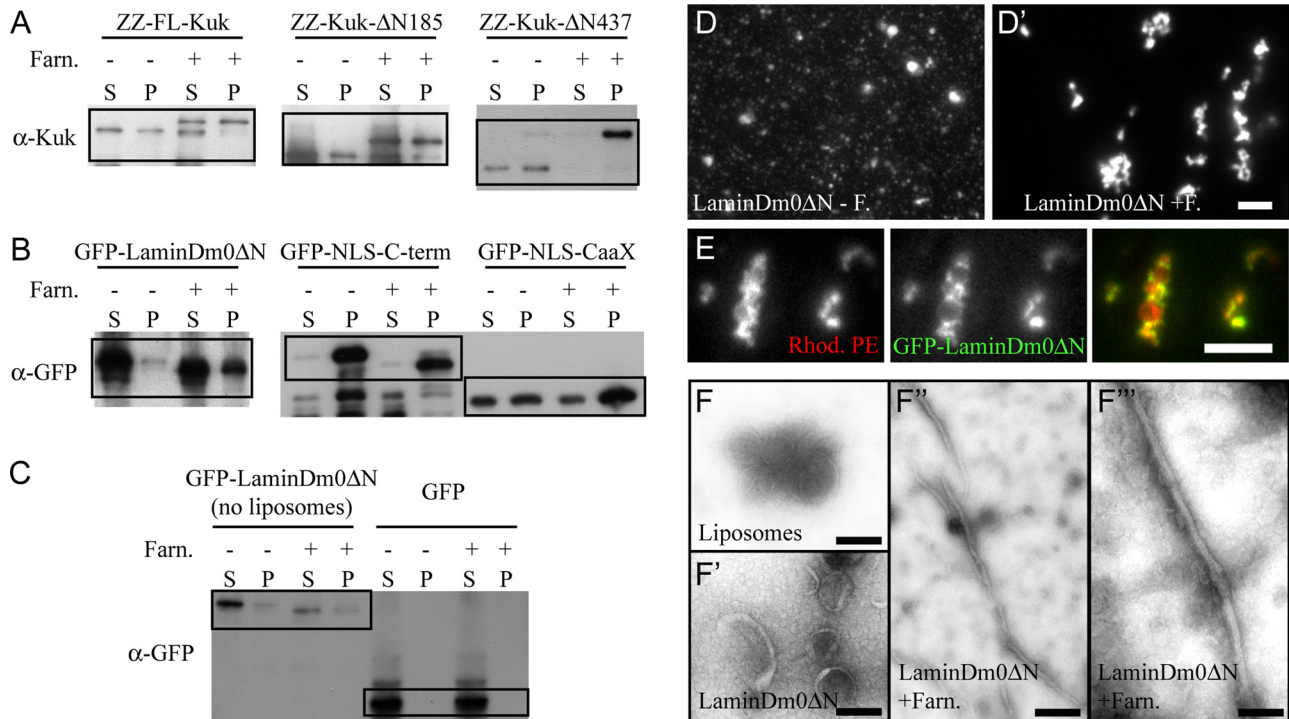 A
ZZ-FL-Kuk ZZ-Kuk-ΔN185 ZZ-Kuk-ΔN437
Farn. - - + + - - + + - - + +
S P S P S P S P S P S P
α-Kuk
B
GFP-LaminDm0ΔN GFP-NLS-C-term GFP-NLS-CaaX
Farn. - - + + - - + + - - + +
S P S P S P S P S P S P
α-GFP
C
GFP-LaminDm0ΔN GFP
(no liposomes)
Farn. - - + + - - + +
S P S P S P S P
α-GFP
D
LaminDm0ΔN - F.
D'
LaminDm0ΔN +F.
E
Rhod. PE
GFP-LaminDm0ΔN
F
Liposomes
F'
LaminDm0ΔN
F''
LaminDm0ΔN
+Farn.
F'''
LaminDm0ΔN
+Farn.